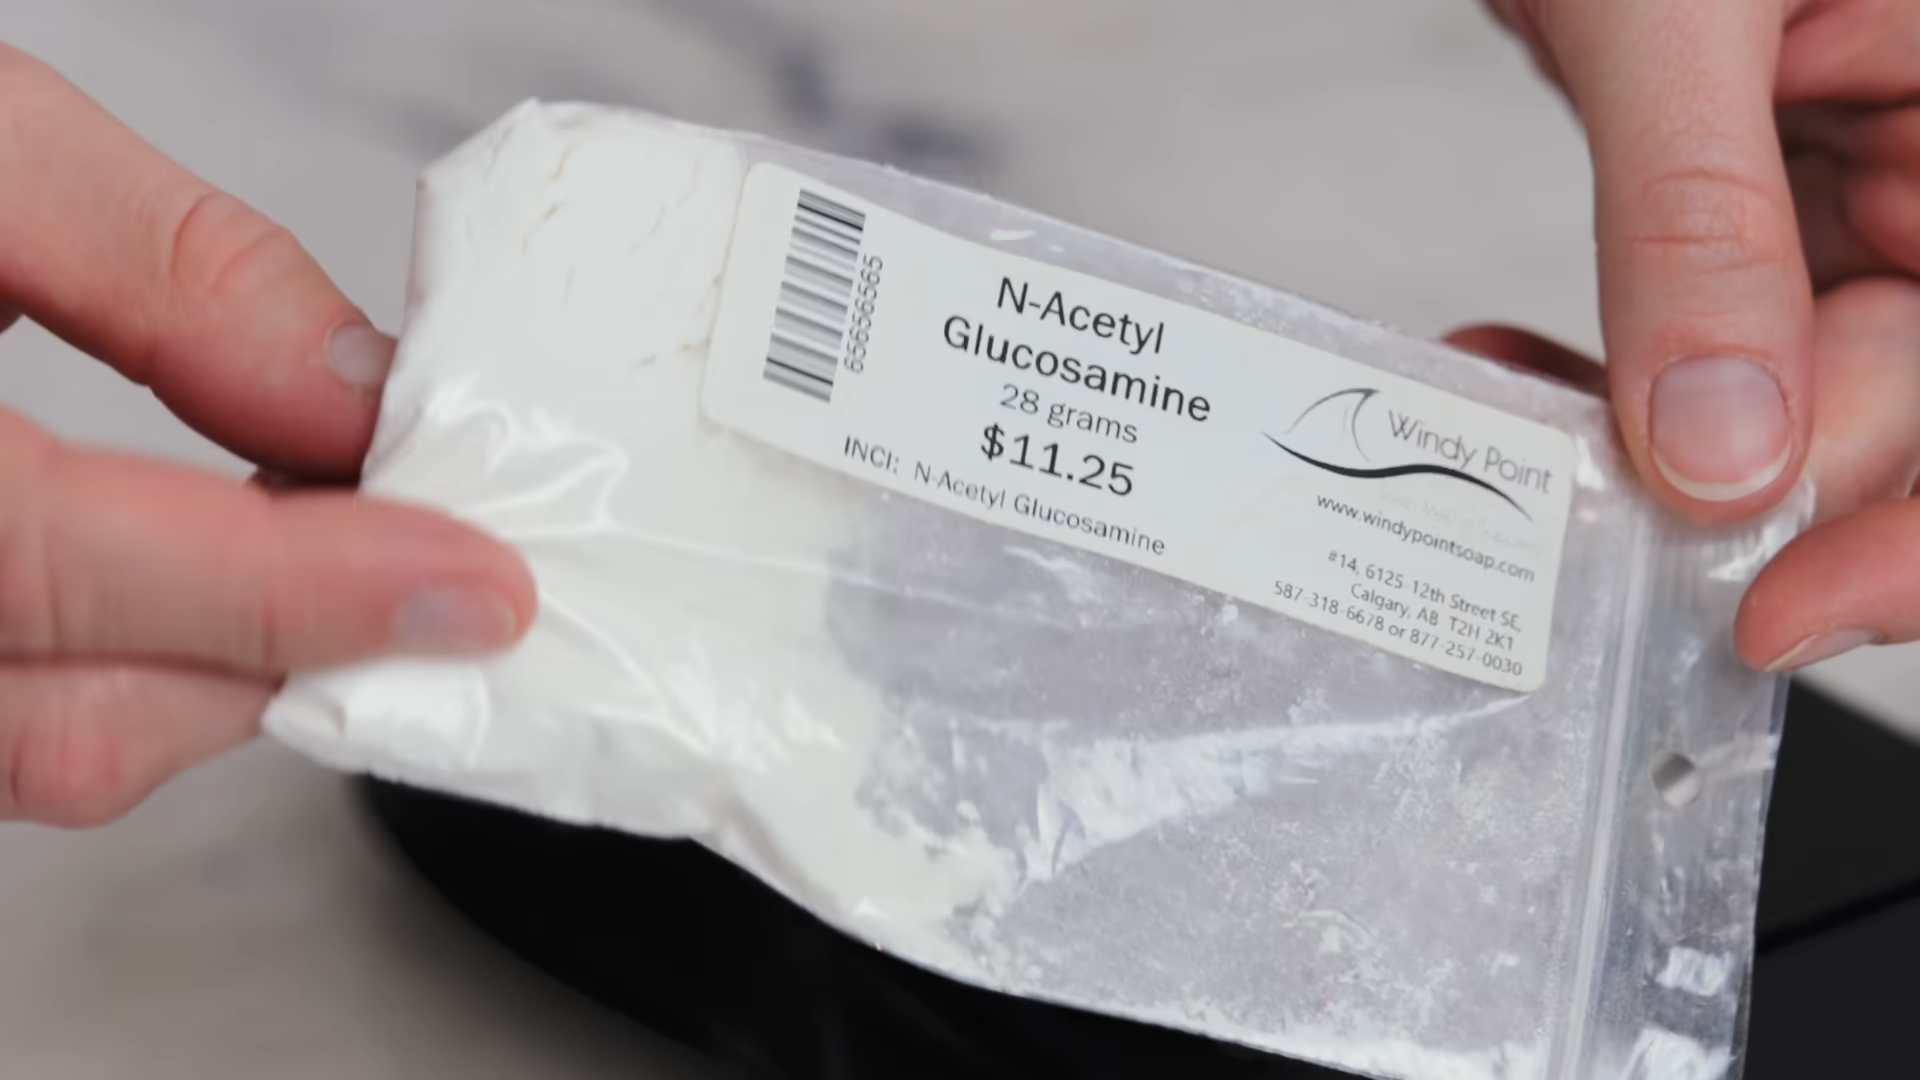 656565565
N-Acetyl
Glucosamine
28 grams
$11.25
INCI: N-Acetyl Glucosamine
Windy Point
www.windypointsoap.com
#14, 6125-12th Street SE,
Calgary, AB T2H 2K1
587-318-6678 or 877-257-0030